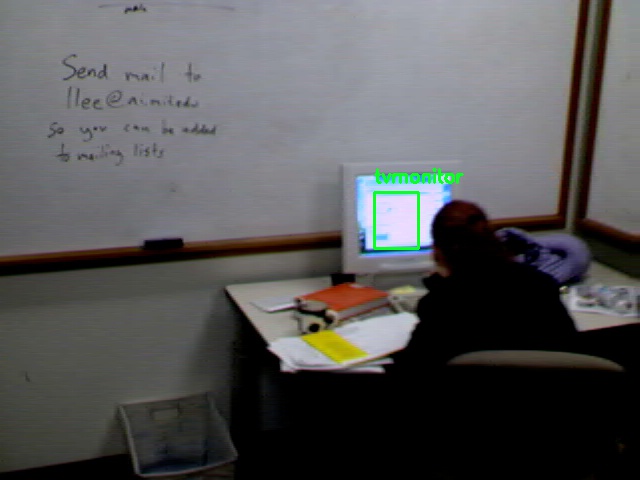 Send mail to
llee@ai.mit.edu
so you can be added
to mailing lists
tvmonitor